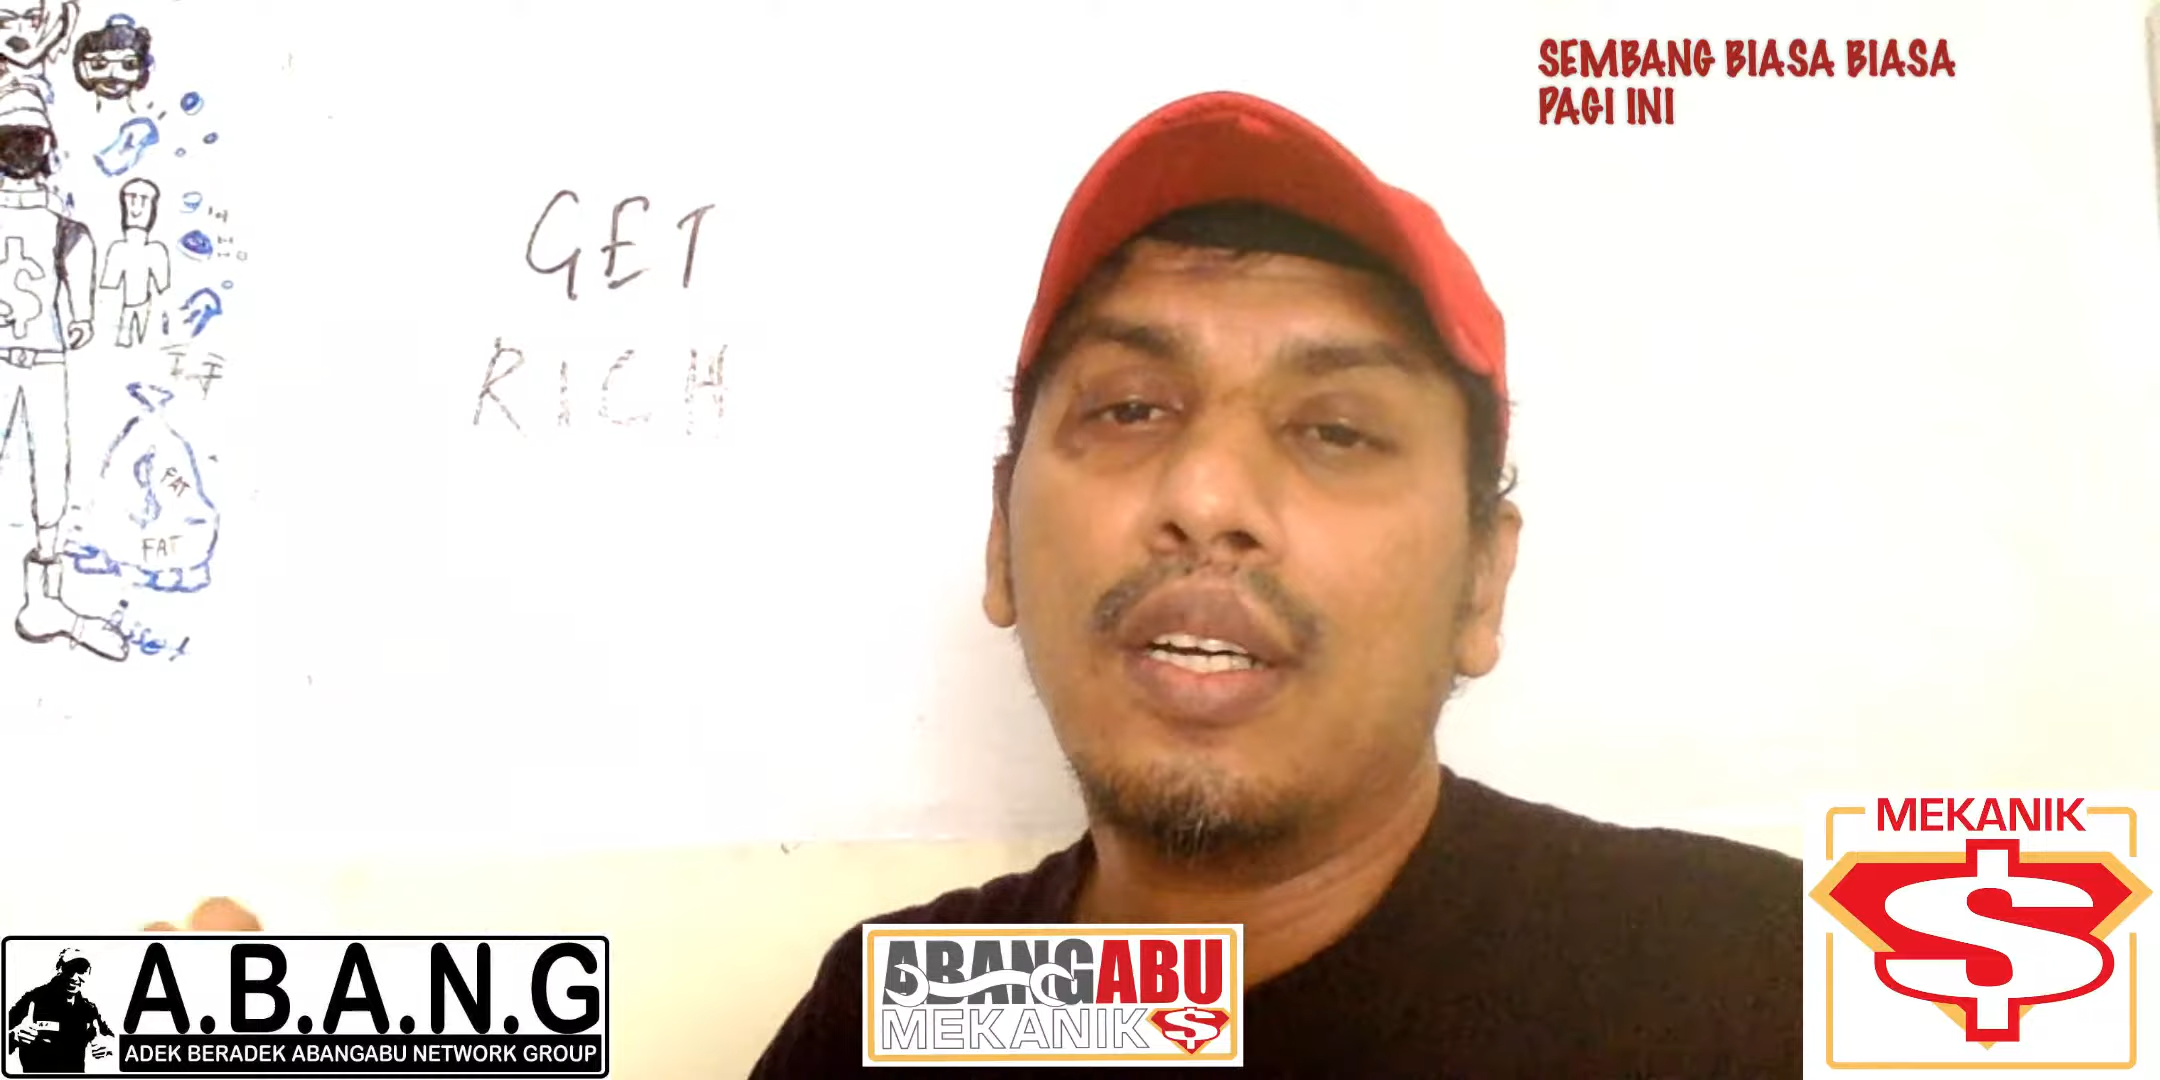 SEMBANG BIASA BIASA
PAGI INI
GET
RICH
$
$
FAT
FAT
MEKANIK
$
A.B.A.N.G
ADEK BERADEK ABANGABU NETWORK GROUP
ABANGABU
MEKANIK $